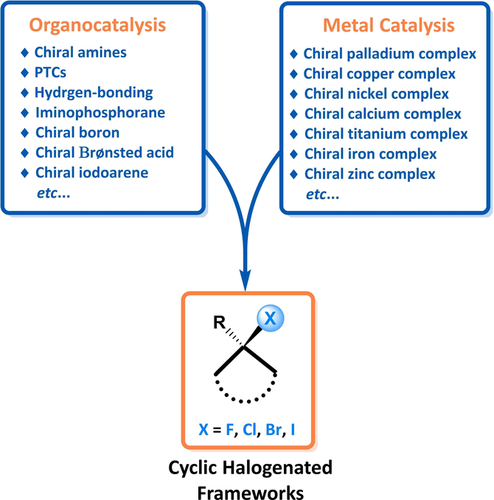 Organocatalysis
♦ Chiral amines
♦ PTCs
♦ Hydrgen-bonding
♦ Iminophosphorane
♦ Chiral boron
♦ Chiral Brønsted acid
♦ Chiral iodoarene
etc...
Metal Catalysis
♦ Chiral palladium complex
♦ Chiral copper complex
♦ Chiral nickel complex
♦ Chiral calcium complex
♦ Chiral titanium complex
♦ Chiral iron complex
♦ Chiral zinc complex
etc...
R X
X = F, Cl, Br, I
Cyclic Halogenated
Frameworks